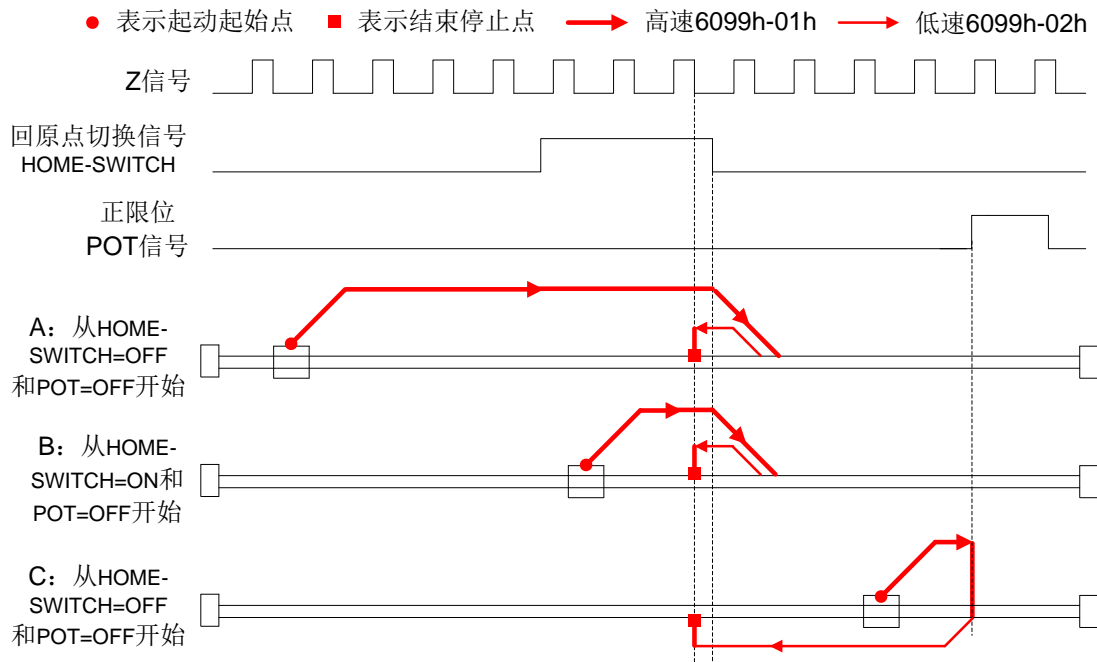 表示起动起始点 表示结束停止点 高速6099h-01h 低速6099h-02h
Z信号
回原点切换信号
HOME-SWITCH
正限位
POT信号
A：从HOME-
SWITCH=OFF
和POT=OFF开始
B：从HOME-
SWITCH=ON和
POT=OFF开始
C：从HOME-
SWITCH=OFF
和POT=OFF开始